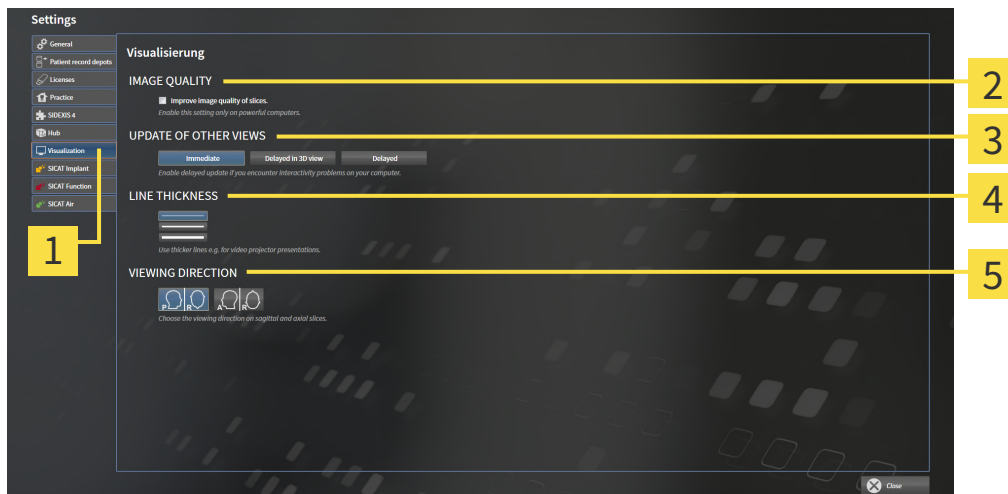 Settings
General
Patient record depots
Licenses
Practice
SIDEXIS 4
Hub
Visualization
SICAT Implant
SICAT Function
SICAT Air
1
Visualisierung
IMAGE QUALITY
2
Improve image quality of slices.
Enable this setting only on powerful computers.
UPDATE OF OTHER VIEWS
3
Immediate Delayed in 3D view Delayed
Enable delayed update if you encounter interactivity problems on your computer.
LINE THICKNESS
4
Use thicker lines e.g. for video projector presentations.
VIEWING DIRECTION
5
P R A R
Choose the viewing direction on sagittal and axial slices.
Close